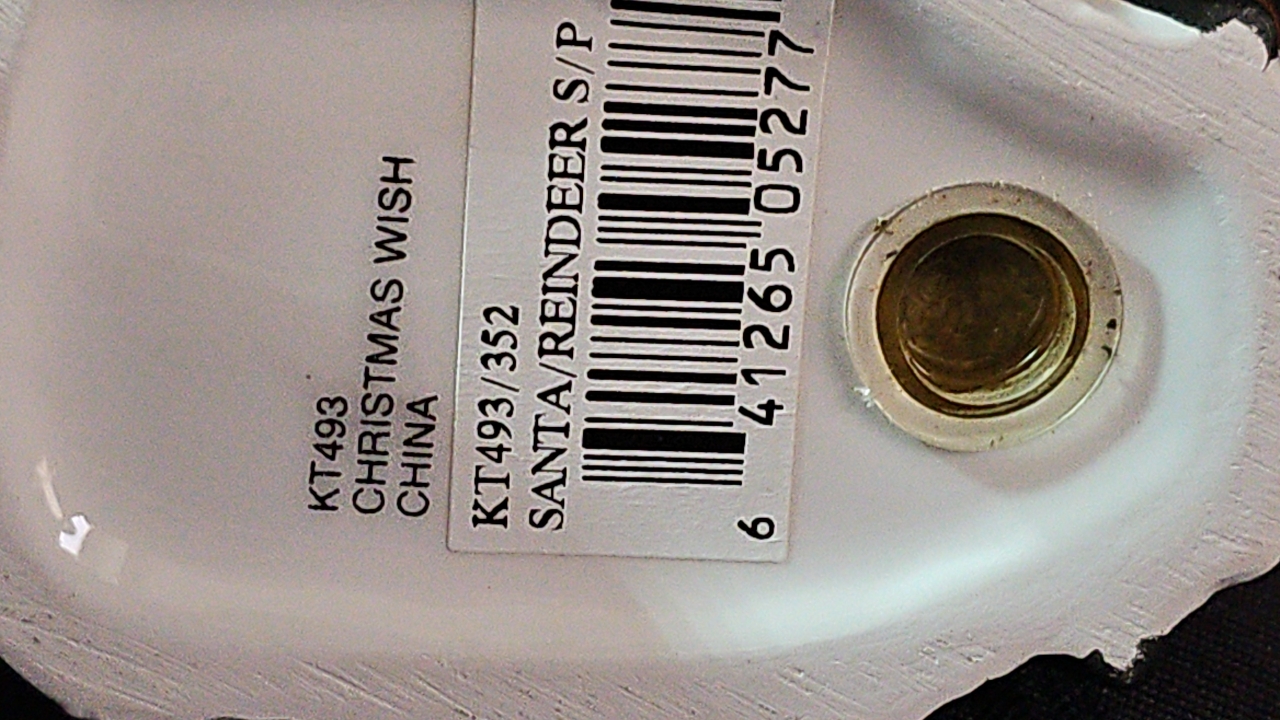 KT493
CHRISTMAS WISH
CHINA
KT493/352
SANTA/REINDEER S/P
6 41265 05277